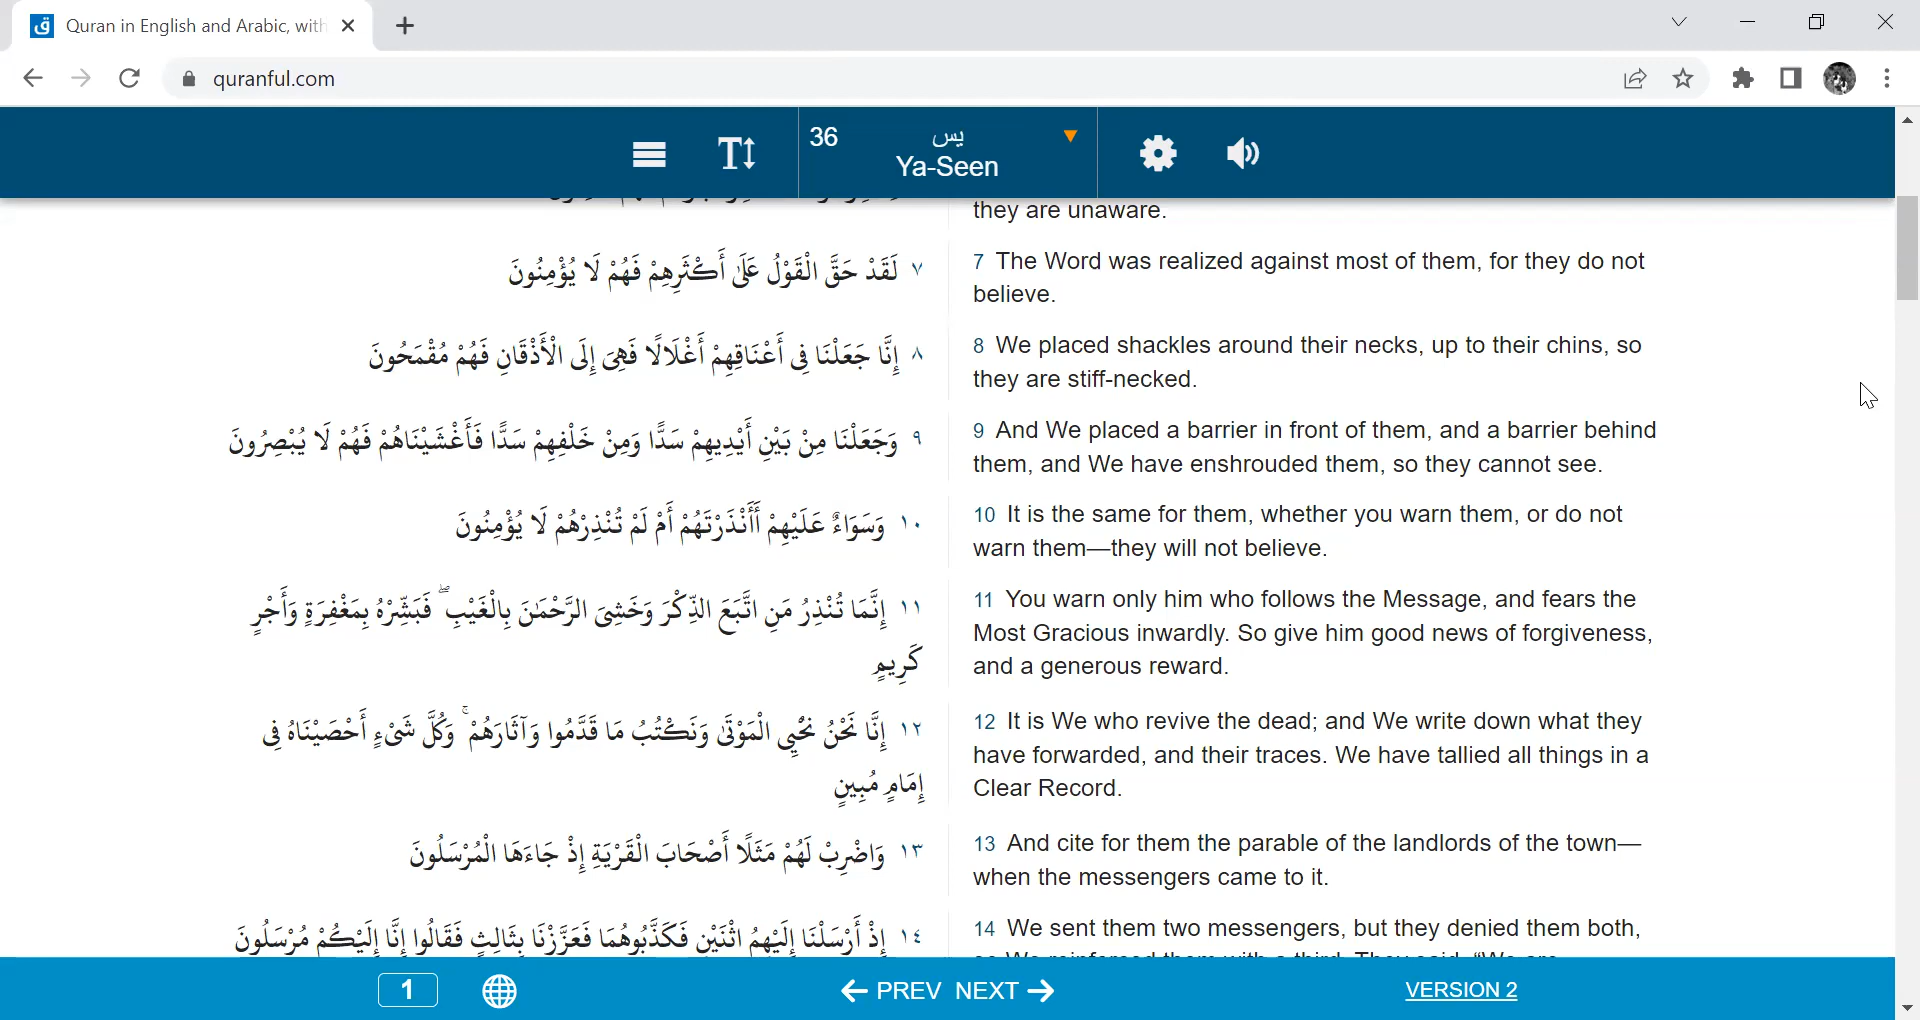 Quran in English and Arabic, with
quranful.com
36
يس
Ya-Seen
they are unaware.
٧ لَقَدْ حَقَّ الْقَوْلُ عَلَىٰ أَكْثَرِهِمْ فَهُمْ لَا يُؤْمِنُونَ
7 The Word was realized against most of them, for they do not
believe.
٨ إِنَّا جَعَلْنَا فِي أَعْنَاقِهِمْ أَغْلَالًا فَهِيَ إِلَى الْأَذْقَانِ فَهُمْ مُقْمَحُونَ
8 We placed shackles around their necks, up to their chins, so
they are stiff-necked.
٩ وَجَعَلْنَا مِنْ بَيْنِ أَيْدِيهِمْ سَدًّا وَمِنْ خَلْفِهِمْ سَدًّا فَأَغْشَيْنَاهُمْ فَهُمْ لَا يُبْصِرُونَ
9 And We placed a barrier in front of them, and a barrier behind
them, and We have enshrouded them, so they cannot see.
١٠ وَسَوَاءٌ عَلَيْهِمْ أَأَنْذَرْتَهُمْ أَمْ لَمْ تُنْذِرْهُمْ لَا يُؤْمِنُونَ
10 It is the same for them, whether you warn them, or do not
warn them—they will not believe.
١١ إِنَّمَا تُنْذِرُ مَنِ اتَّبَعَ الذِّكْرَ وَخَشِيَ الرَّحْمَٰنَ بِالْغَيْبِ ۖ فَبَشِّرْهُ بِمَغْفِرَةٍ وَأَجْرٍ
كَرِيمٍ
11 You warn only him who follows the Message, and fears the
Most Gracious inwardly. So give him good news of forgiveness,
and a generous reward.
١٢ إِنَّا نَحْنُ نُحْيِي الْمَوْتَىٰ وَنَكْتُبُ مَا قَدَّمُوا وَآثَارَهُمْ ۚ وَكُلَّ شَيْءٍ أَحْصَيْنَاهُ فِي
إِمَامٍ مُبِينٍ
12 It is We who revive the dead; and We write down what they
have forwarded, and their traces. We have tallied all things in a
Clear Record.
١٣ وَاضْرِبْ لَهُمْ مَثَلًا أَصْحَابَ الْقَرْيَةِ إِذْ جَاءَهَا الْمُرْسَلُونَ
13 And cite for them the parable of the landlords of the town—
when the messengers came to it.
١٤ إِذْ أَرْسَلْنَا إِلَيْهِمُ اثْنَيْنِ فَكَذَّبُوهُمَا فَعَزَّزْنَا بِثَالِثٍ فَقَالُوا إِنَّا إِلَيْكُمْ مُرْسَلُونَ
14 We sent them two messengers, but they denied them both,
1
PREV NEXT
VERSION 2